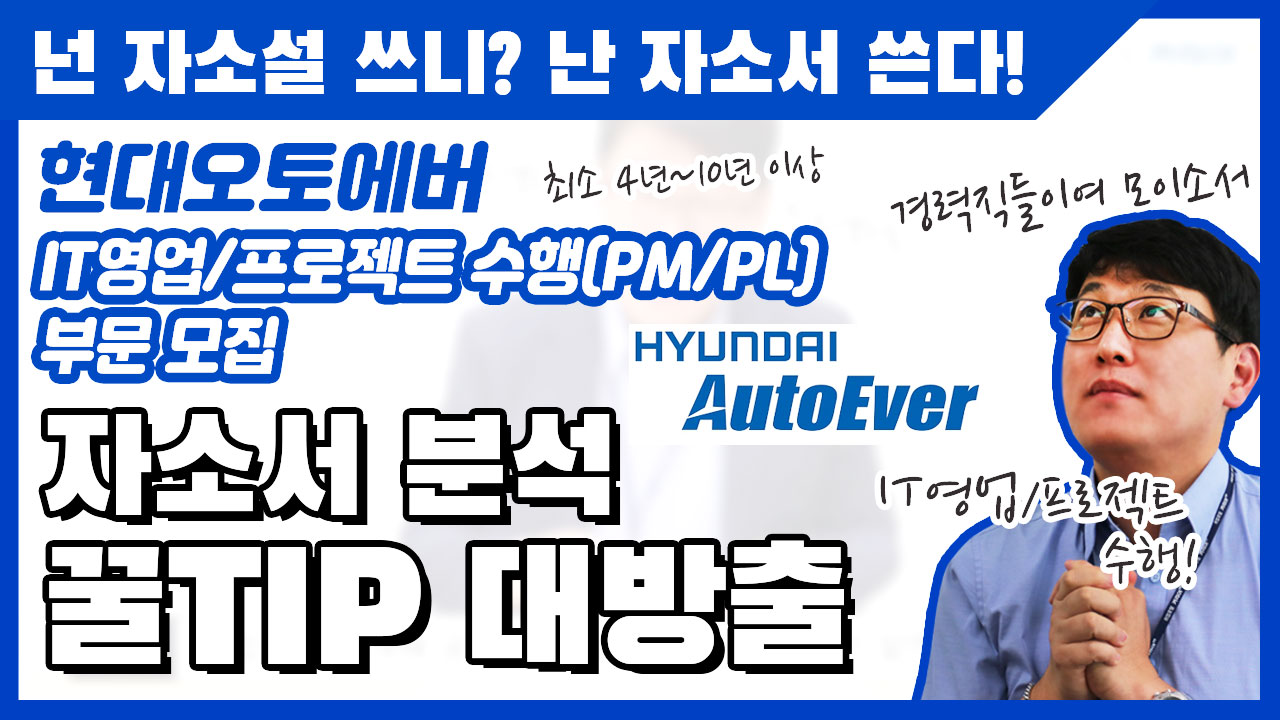 넌 자소설 쓰니? 난 자소서 쓴다!
현대오토에버
최소 4년~10년 이상
경력직들이여 모이소서
IT영업/프로젝트 수행(PM/PL)
부문 모집
HYUNDAI
AutoEver
자소서 분석
IT영업/프로젝트
수행!
꿀TIP 대방출